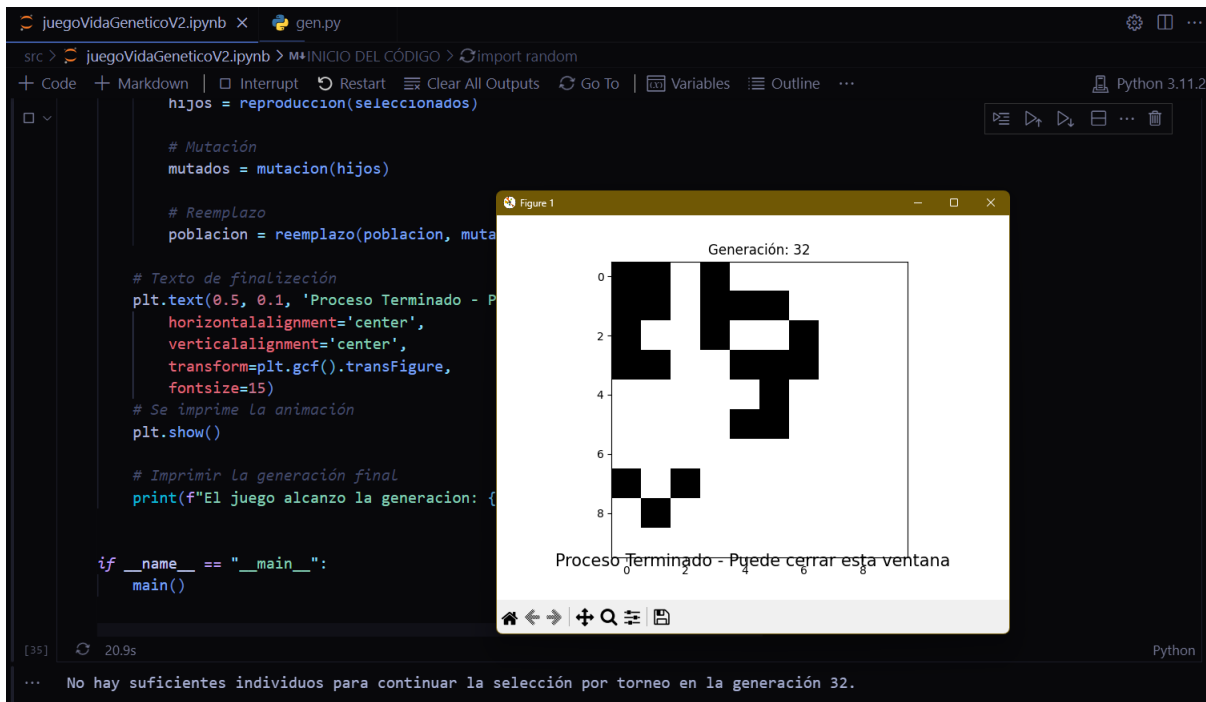 juegoVidaGeneticoV2.ipynb gen.py
src > juegoVidaGeneticoV2.ipynb > M↓INICIO DEL CÓDIGO > import random
Code Markdown Interrupt Restart Clear All Outputs Go To Variables Outline ... Python 3.11.2
hijos = reproduccion(seleccionados)
# Mutación
mutados = mutacion(hijos)
# Reemplazo
poblacion = reemplazo(poblacion, muta
# Texto de finalizeción
plt.text(0.5, 0.1, 'Proceso Terminado - P
horizontalalignment='center',
verticalalignment='center',
transform=plt.gcf().transFigure,
fontsize=15)
# Se imprime la animación
plt.show()
# Imprimir la generación final
print(f"El juego alcanzo la generacion: {
if __name__ == "__main__":
main()
[35] 20.9s Python
... No hay suficientes individuos para continuar la selección por torneo en la generación 32.
Figure 1
Generación: 32
0
2
4
6
8
0 2 4 6 8
Proceso Terminado - Puede cerrar esta ventana